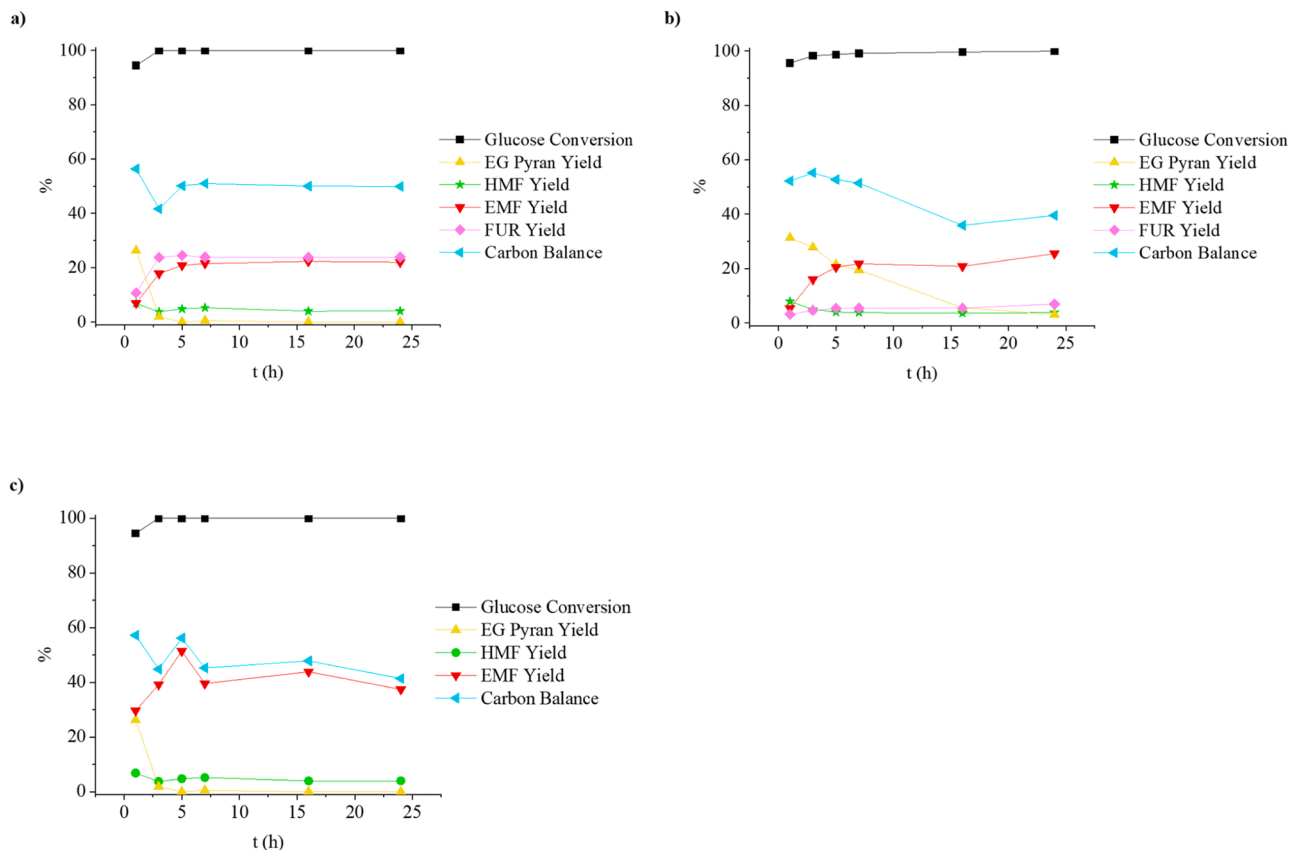 a)
%
100
80
60
40
20
0
0 5 10 15 20 25
t (h)
Glucose Conversion
EG Pyran Yield
HMF Yield
EMF Yield
FUR Yield
Carbon Balance
b)
%
100
80
60
40
20
0
0 5 10 15 20 25
t (h)
Glucose Conversion
EG Pyran Yield
HMF Yield
EMF Yield
FUR Yield
Carbon Balance
c)
%
100
80
60
40
20
0
0 5 10 15 20 25
t (h)
Glucose Conversion
EG Pyran Yield
HMF Yield
EMF Yield
Carbon Balance